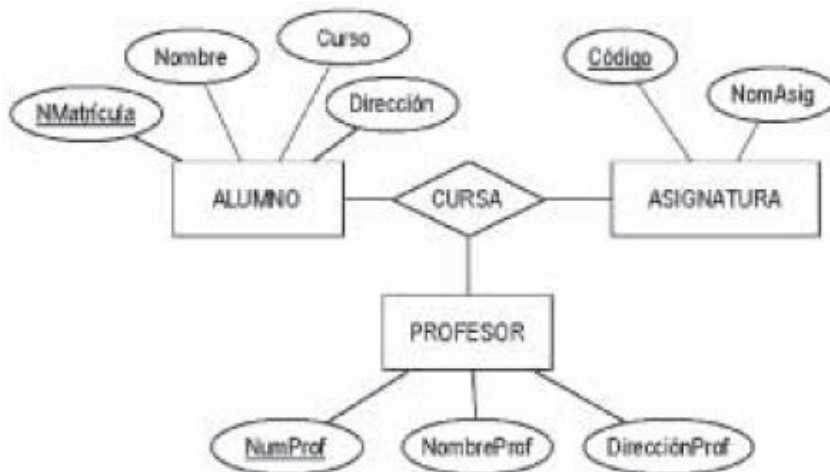 Curso
Nombre
Código
NMatrícula
Dirección
NomAsig
ALUMNO
CURSA
ASIGNATURA
PROFESOR
NumProf
NombreProf
DirecciónProf